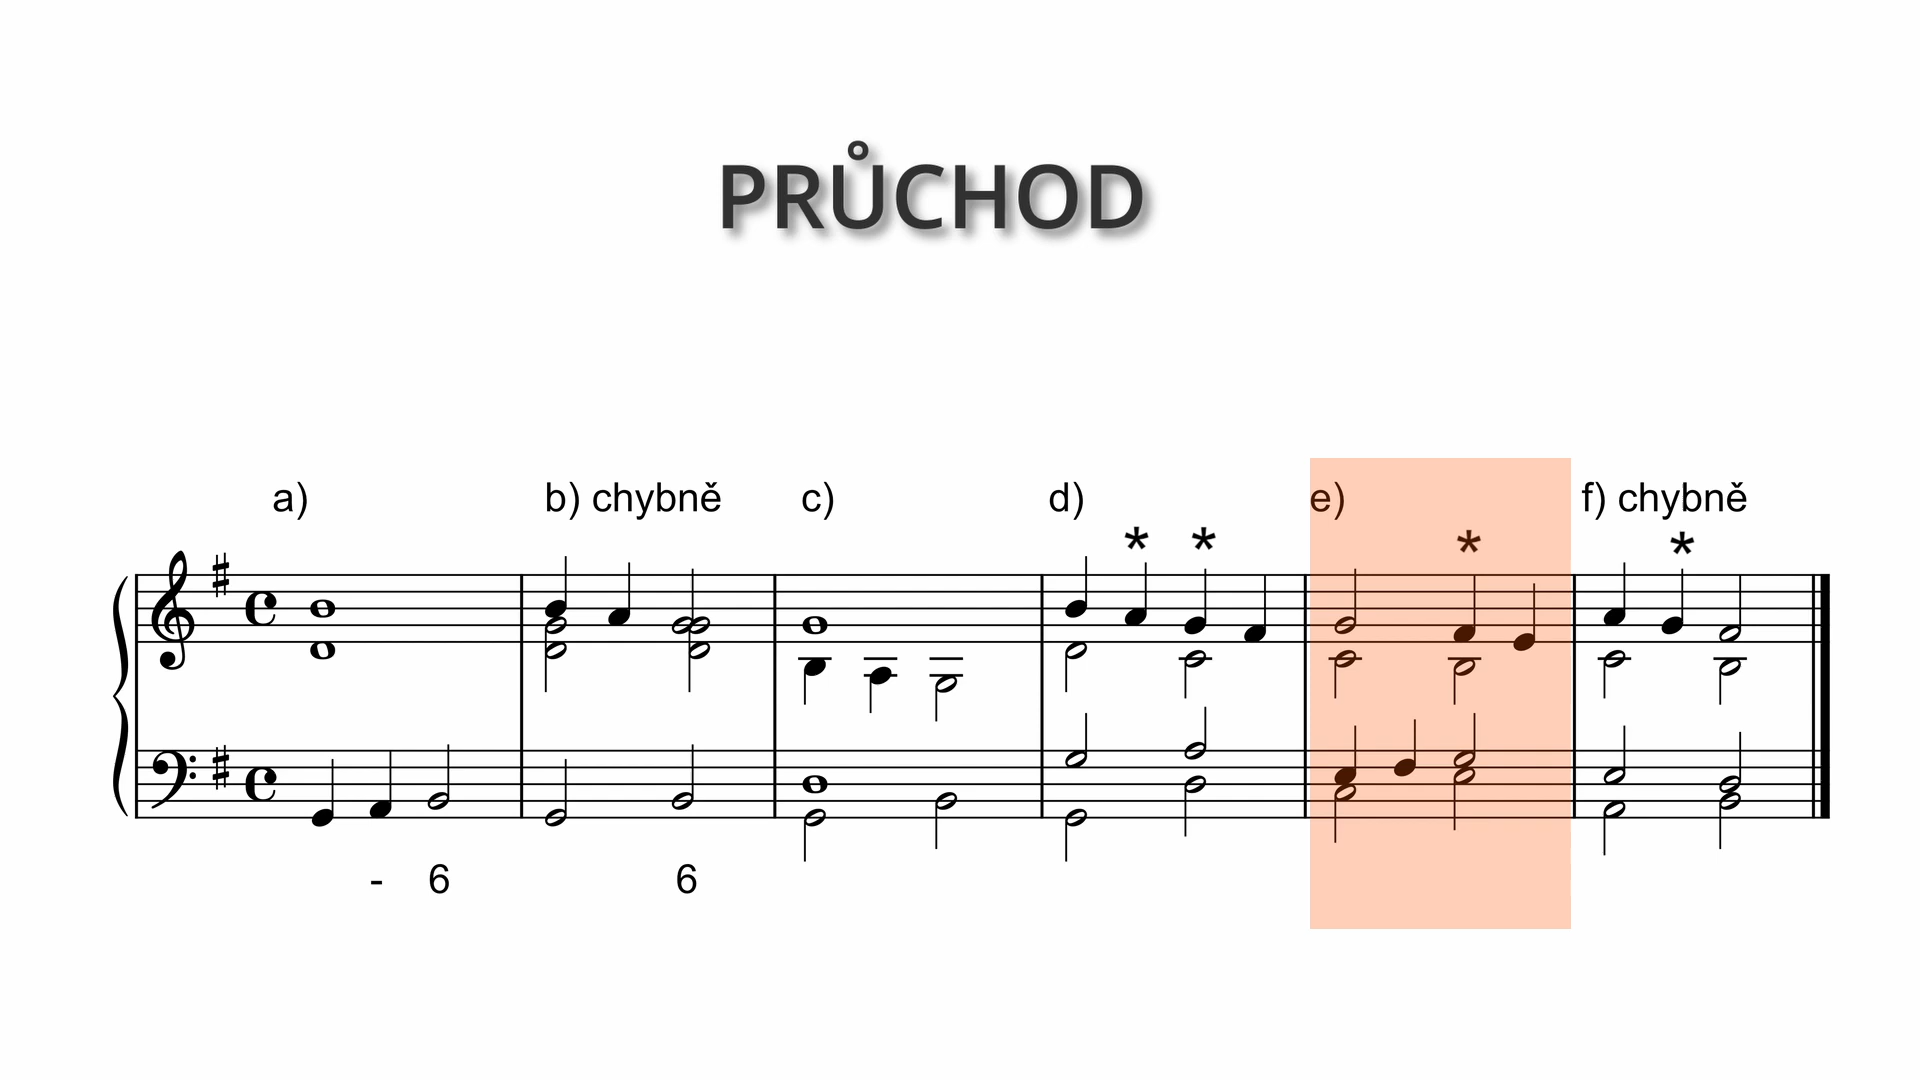 PRŮCHOD
a) b) chybně c) d) e) f) chybně
* * * *
- 6 6